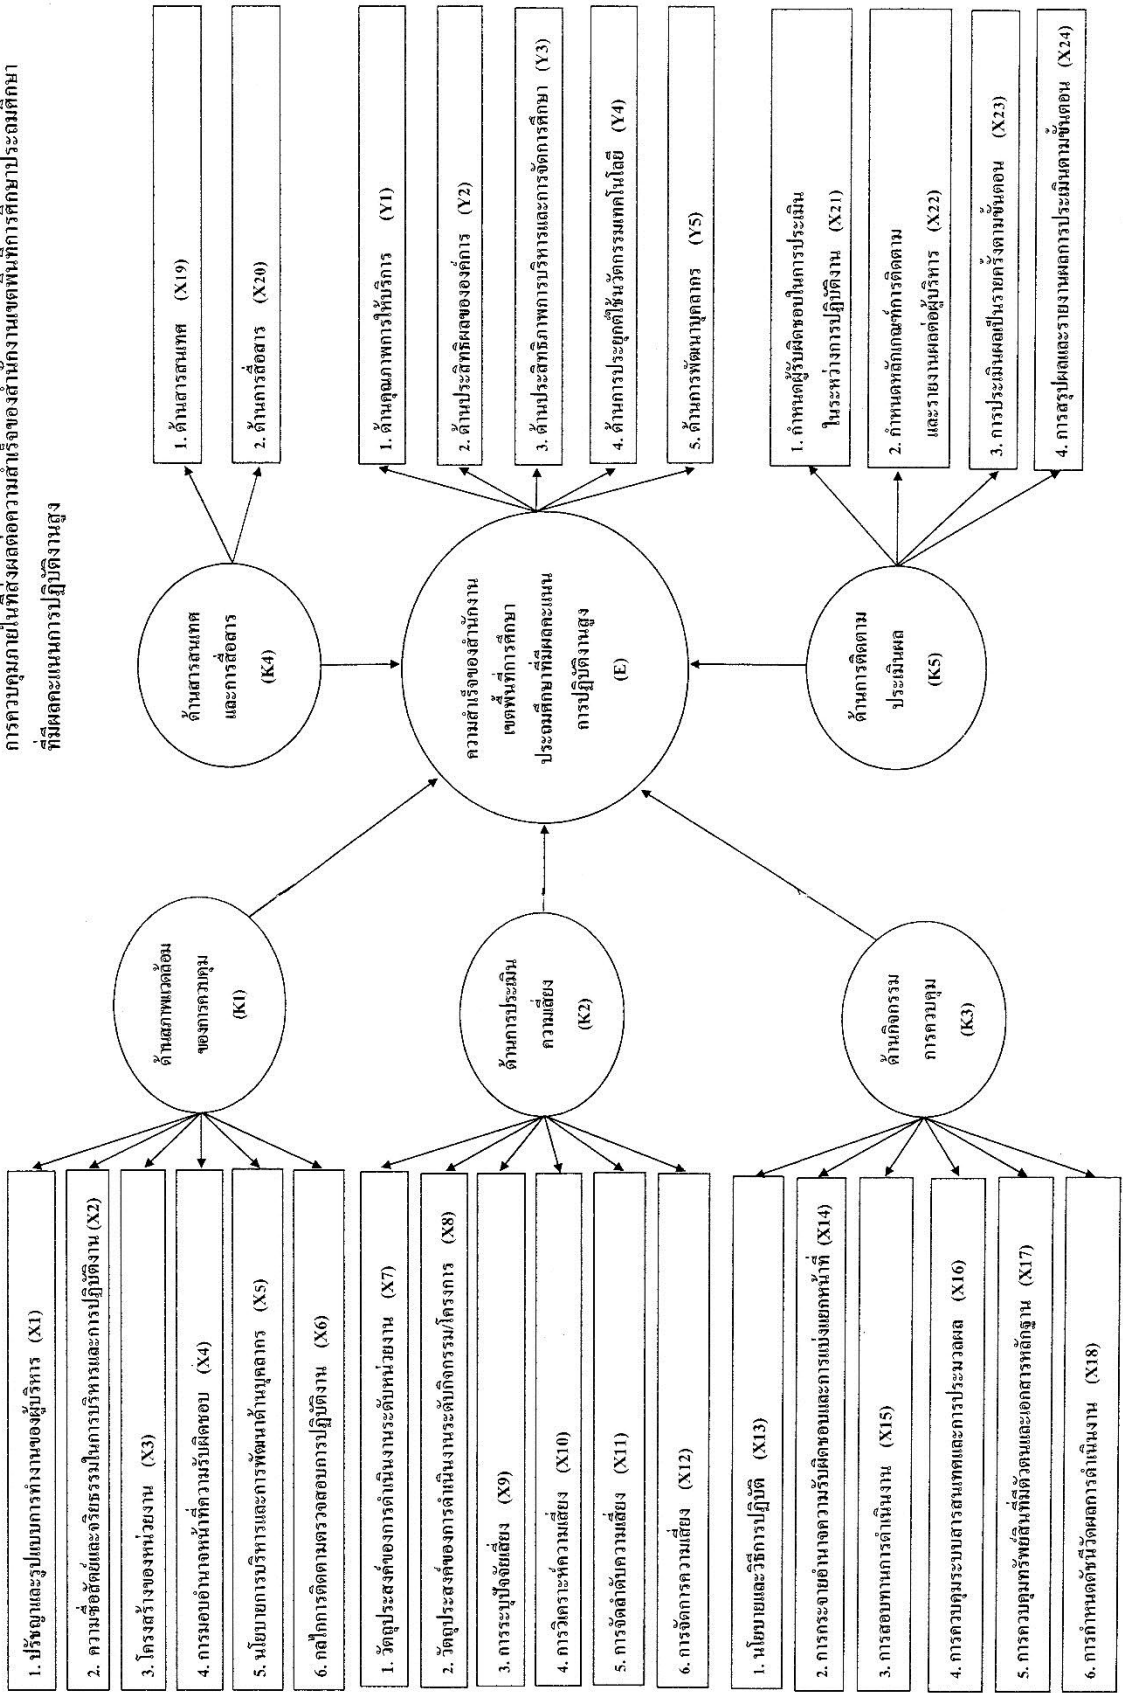 การควบคุมภายในที่ส่งผลต่อความสำเร็จของสำนักงานเขตพื้นที่การศึกษาประถมศึกษา
ที่มีผลคะแนนการปฏิบัติงานสูง
1. ปรัชญาและรูปแบบการทำงานของผู้บริหาร (X1)
2. ความซื่อสัตย์และจริยธรรมในการบริหารและการปฏิบัติงาน (X2)
3. โครงสร้างของหน่วยงาน (X3)
4. การมอบอำนาจหน้าที่ความรับผิดชอบ (X4)
5. นโยบายการบริหารและการพัฒนาด้านบุคลากร (X5)
6. กลไกการติดตามตรวจสอบการปฏิบัติงาน (X6)
ด้านสภาพแวดล้อม
ของการควบคุม
(K1)
1. วัตถุประสงค์ของการดำเนินงานระดับหน่วยงาน (X7)
2. วัตถุประสงค์ของการดำเนินงานระดับกิจกรรม/โครงการ (X8)
3. การระบุปัจจัยเสี่ยง (X9)
4. การวิเคราะห์ความเสี่ยง (X10)
5. การจัดลำดับความเสี่ยง (X11)
6. การจัดการความเสี่ยง (X12)
ด้านการประเมิน
ความเสี่ยง
(K2)
1. นโยบายและวิธีการปฏิบัติ (X13)
2. การกระจายอำนาจความรับผิดชอบและการแบ่งแยกหน้าที่ (X14)
3. การสอบทานการดำเนินงาน (X15)
4. การควบคุมระบบสารสนเทศและการประมวลผล (X16)
5. การควบคุมทรัพย์สินที่มีตัวตนและเอกสารหลักฐาน (X17)
6. การกำหนดดัชนีวัดผลการดำเนินงาน (X18)
ด้านกิจกรรม
การควบคุม
(K3)
ด้านสารสนเทศ
และการสื่อสาร
(K4)
1. ด้านสารสนเทศ (X19)
2. ด้านการสื่อสาร (X20)
ความสำเร็จของสำนักงาน
เขตพื้นที่การศึกษา
ประถมศึกษาที่มีผลคะแนน
การปฏิบัติงานสูง
(E)
1. ด้านคุณภาพการให้บริการ (Y1)
2. ด้านประสิทธิผลขององค์การ (Y2)
3. ด้านประสิทธิภาพการบริหารและการจัดการศึกษา (Y3)
4. ด้านการประยุกต์ใช้นวัตกรรมเทคโนโลยี (Y4)
5. ด้านการพัฒนาบุคลากร (Y5)
ด้านการติดตาม
ประเมินผล
(K5)
1. กำหนดผู้รับผิดชอบในการประเมิน
ในระหว่างการปฏิบัติงาน (X21)
2. กำหนดหลักเกณฑ์การติดตาม
และรายงานผลต่อผู้บริหาร (X22)
3. การประเมินผลเป็นรายครั้งตามขั้นตอน (X23)
4. การสรุปผลและรายงานผลการประเมินตามขั้นตอน (X24)